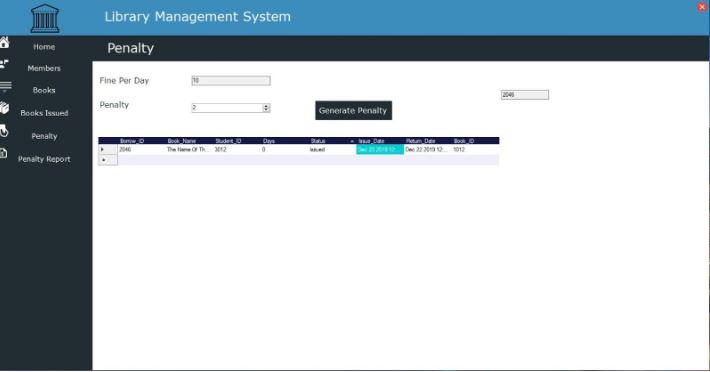 Library Management System
Home
Members
Books
Books Issued
Penalty
Penalty Report
Penalty
Fine Per Day 10
2046
Penalty 2
Generate Penalty
Borrow_ID Book_Name Student_ID Days Status Issue_Date Return_Date Book_ID
2046 The Name Of Th... 3012 0 Issued Dec 23 2019 12:... Dec 22 2019 12:... 1012